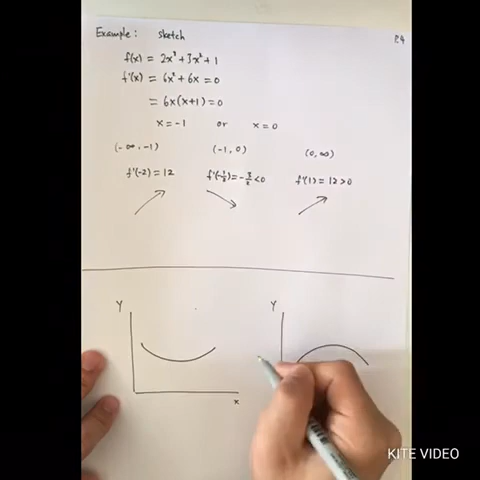 Example: sketch P.4
f(x) = 2x³ + 3x² + 1
f'(x) = 6x² + 6x = 0
= 6x(x+1) = 0
x = -1 or x = 0
(-∞, -1) (-1, 0) (0, ∞)
f'(-2) = 12 f'(-½) = -3/2 < 0 f'(1) = 12 > 0
Y Y
x
KITE VIDEO